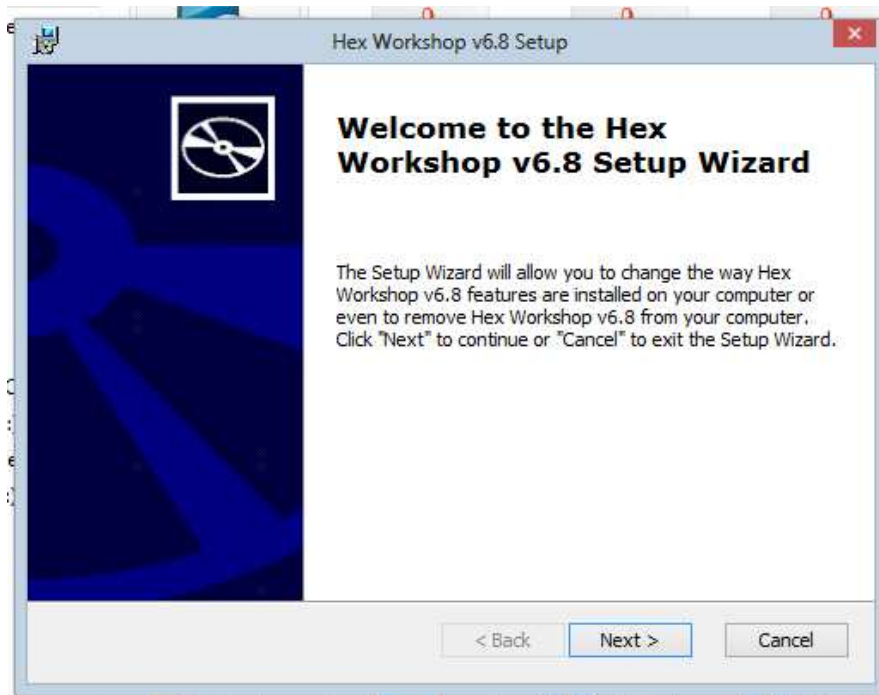 Hex Workshop v6.8 Setup
Welcome to the Hex
Workshop v6.8 Setup Wizard
The Setup Wizard will allow you to change the way Hex
Workshop v6.8 features are installed on your computer or
even to remove Hex Workshop v6.8 from your computer.
Click "Next" to continue or "Cancel" to exit the Setup Wizard.
< Back Next > Cancel